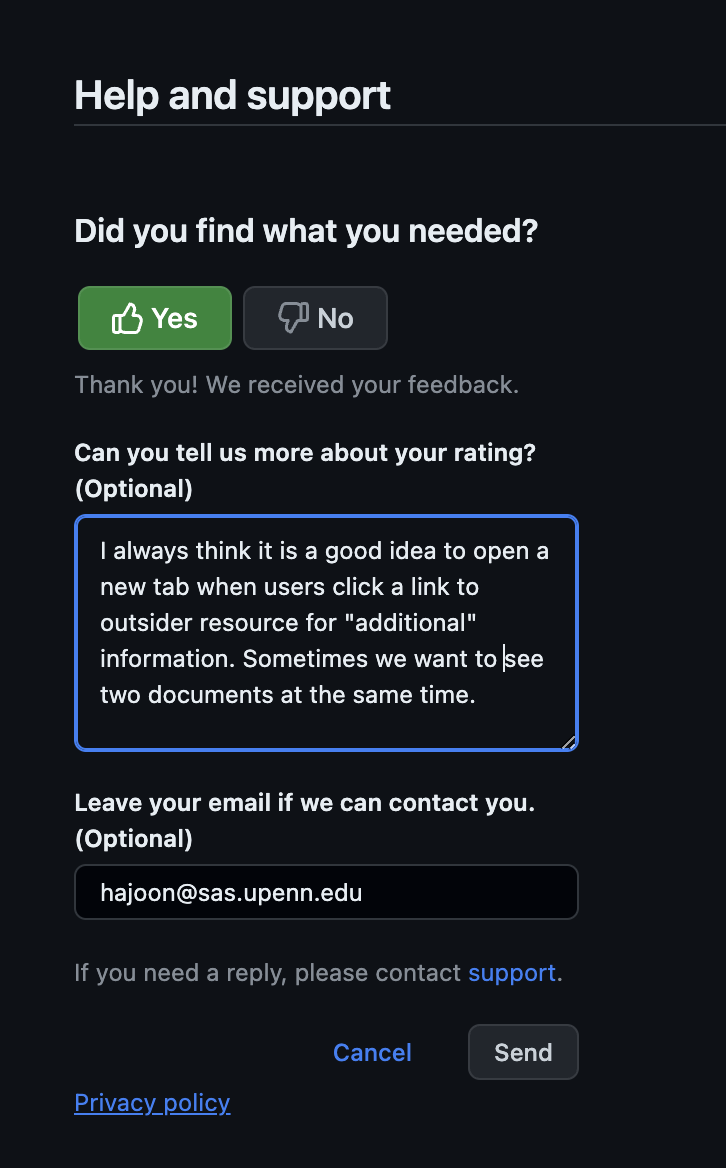 Help and support
Did you find what you needed?
Yes
No
Thank you! We received your feedback.
Can you tell us more about your rating?
(Optional)
I always think it is a good idea to open a
new tab when users click a link to
outsider resource for "additional"
information. Sometimes we want to see
two documents at the same time.
Leave your email if we can contact you.
(Optional)
hajoon@sas.upenn.edu
If you need a reply, please contact support.
Cancel
Send
Privacy policy